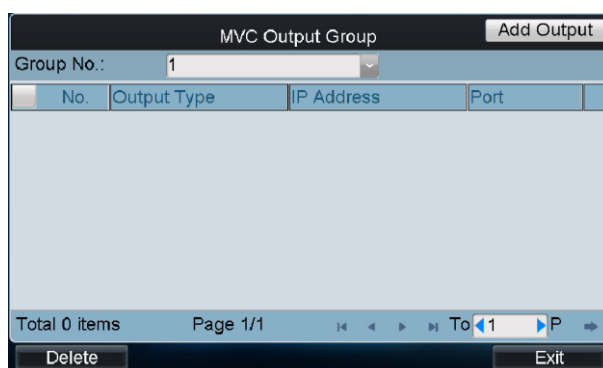 MVC Output Group Add Output
Group No.: 1
No. Output Type IP Address Port
Total 0 items Page 1/1 To 1 P
Delete Exit